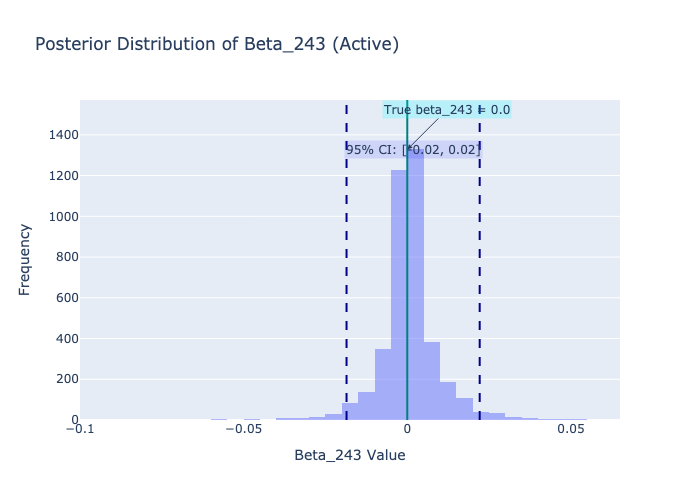 Posterior Distribution of Beta_243 (Active)
True beta_243 = 0.0
95% CI: [-0.02, 0.02]
1400
1200
1000
800
600
400
200
0
Frequency
−0.1
−0.05
0
0.05
Beta_243 Value